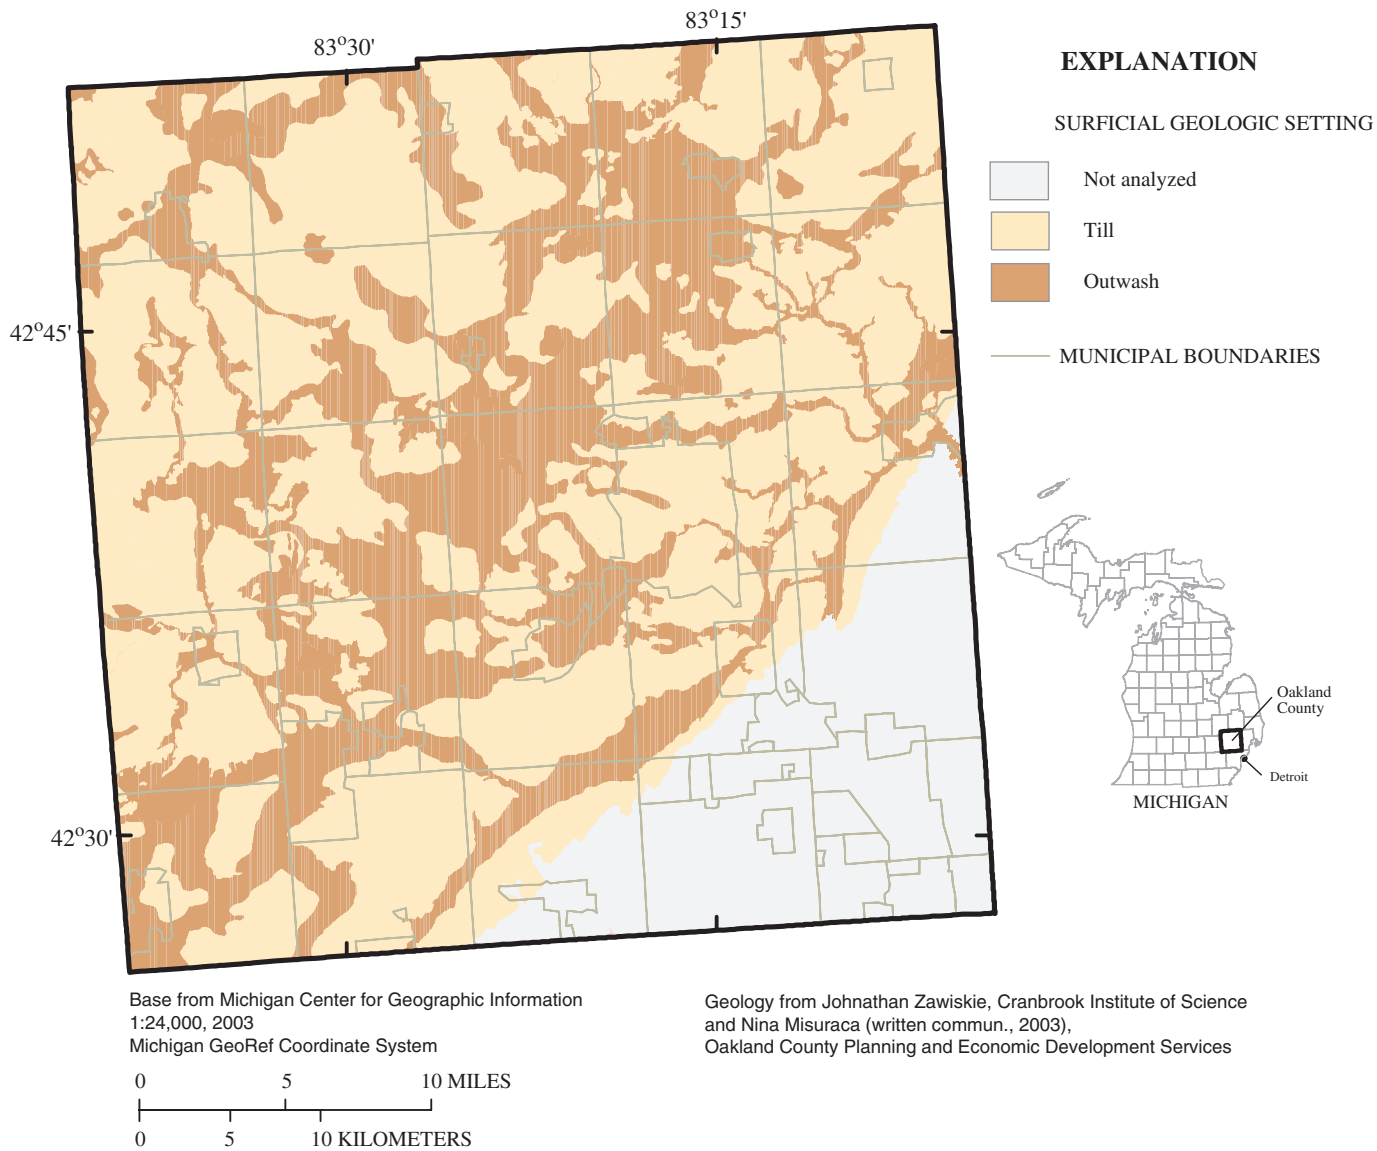 83°30'
83°15'
42°45'
42°30'
EXPLANATION
SURFICIAL GEOLOGIC SETTING
Not analyzed
Till
Outwash
MUNICIPAL BOUNDARIES
Oakland
County
Detroit
MICHIGAN
Base from Michigan Center for Geographic Information
1:24,000, 2003
Michigan GeoRef Coordinate System
Geology from Johnathan Zawiskie, Cranbrook Institute of Science
and Nina Misuraca (written commun., 2003),
Oakland County Planning and Economic Development Services
0 5 10 MILES
0 5 10 KILOMETERS